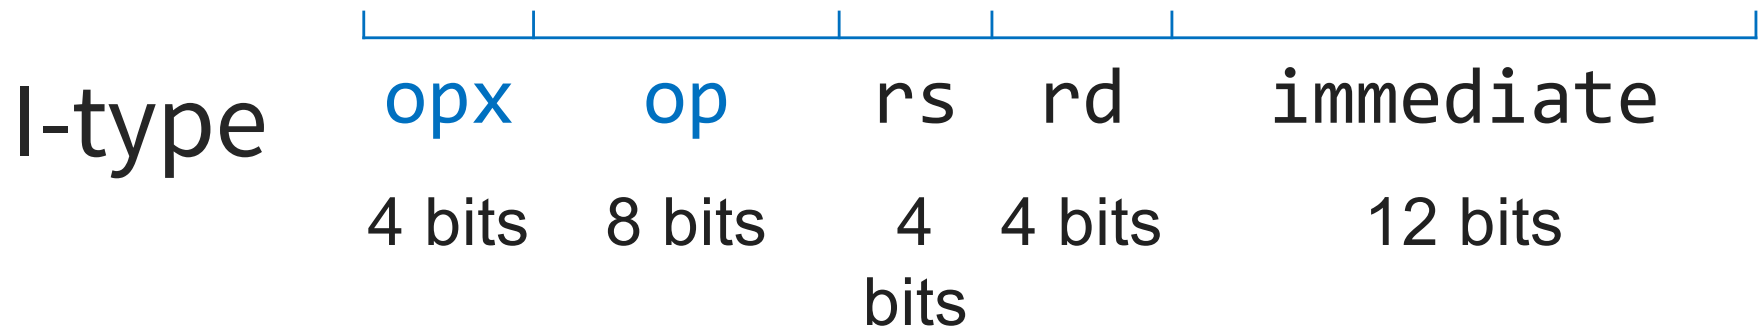 I-type opx op rs rd immediate
4 bits 8 bits 4 4 bits 12 bits
bits